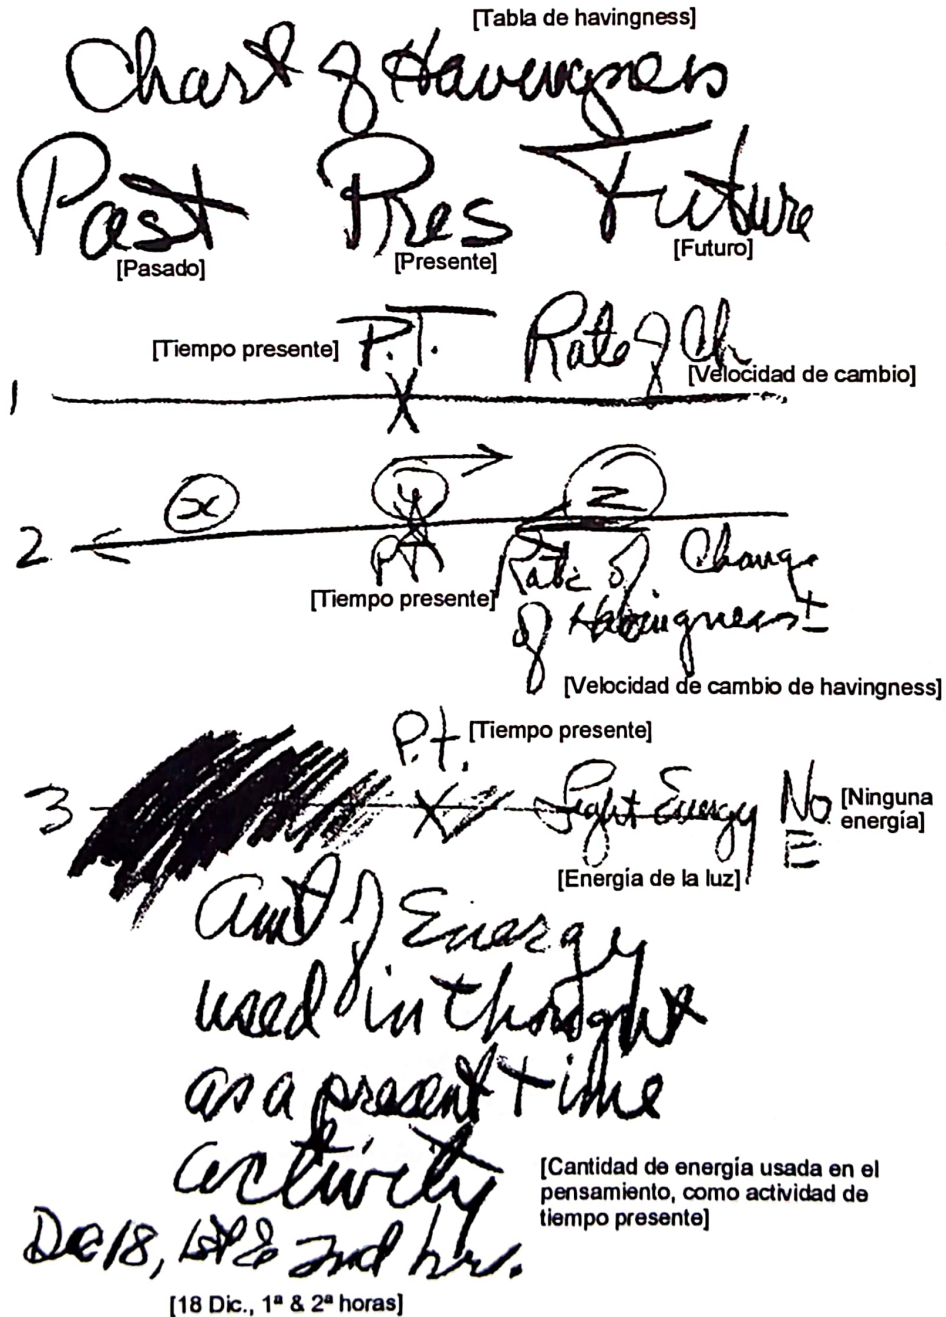 [Tabla de havingness]
Chart of Havingness
Past Pres Future
[Pasado] [Presente] [Futuro]
[Tiempo presente] P.T. Rate of Ch
[Velocidad de cambio]
1 X
x y z
2 PT Rate of Change
[Tiempo presente] of Havingness ±
[Velocidad de cambio de havingness]
P.t. [Tiempo presente]
3 X Light Energy No E [Ninguna
energía]
[Energía de la luz]
Amt of Energy
used in thought
as a present time
activity
[Cantidad de energía usada en el
pensamiento, como actividad de
tiempo presente]
Dec 18, 1st & 2nd hr.
[18 Dic., 1ª & 2ª horas]